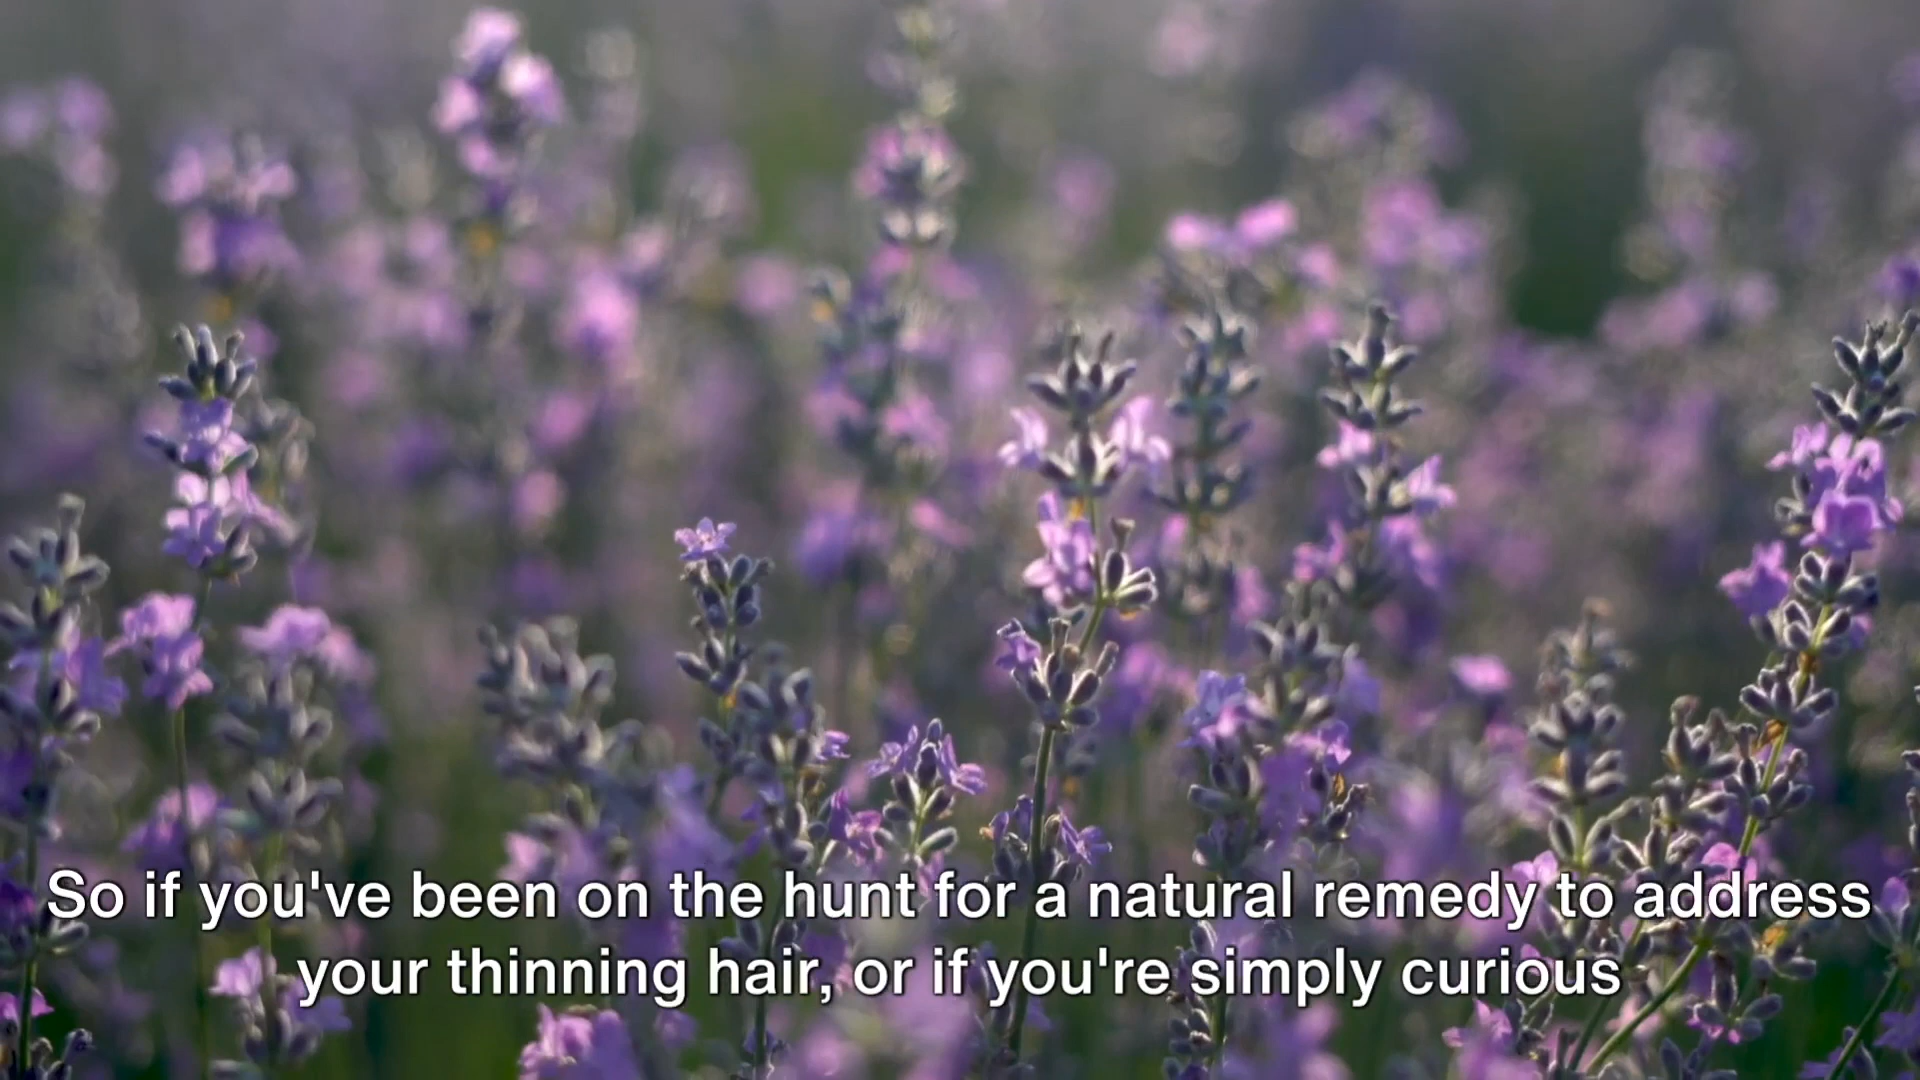 So if you've been on the hunt for a natural remedy to address
your thinning hair, or if you're simply curious